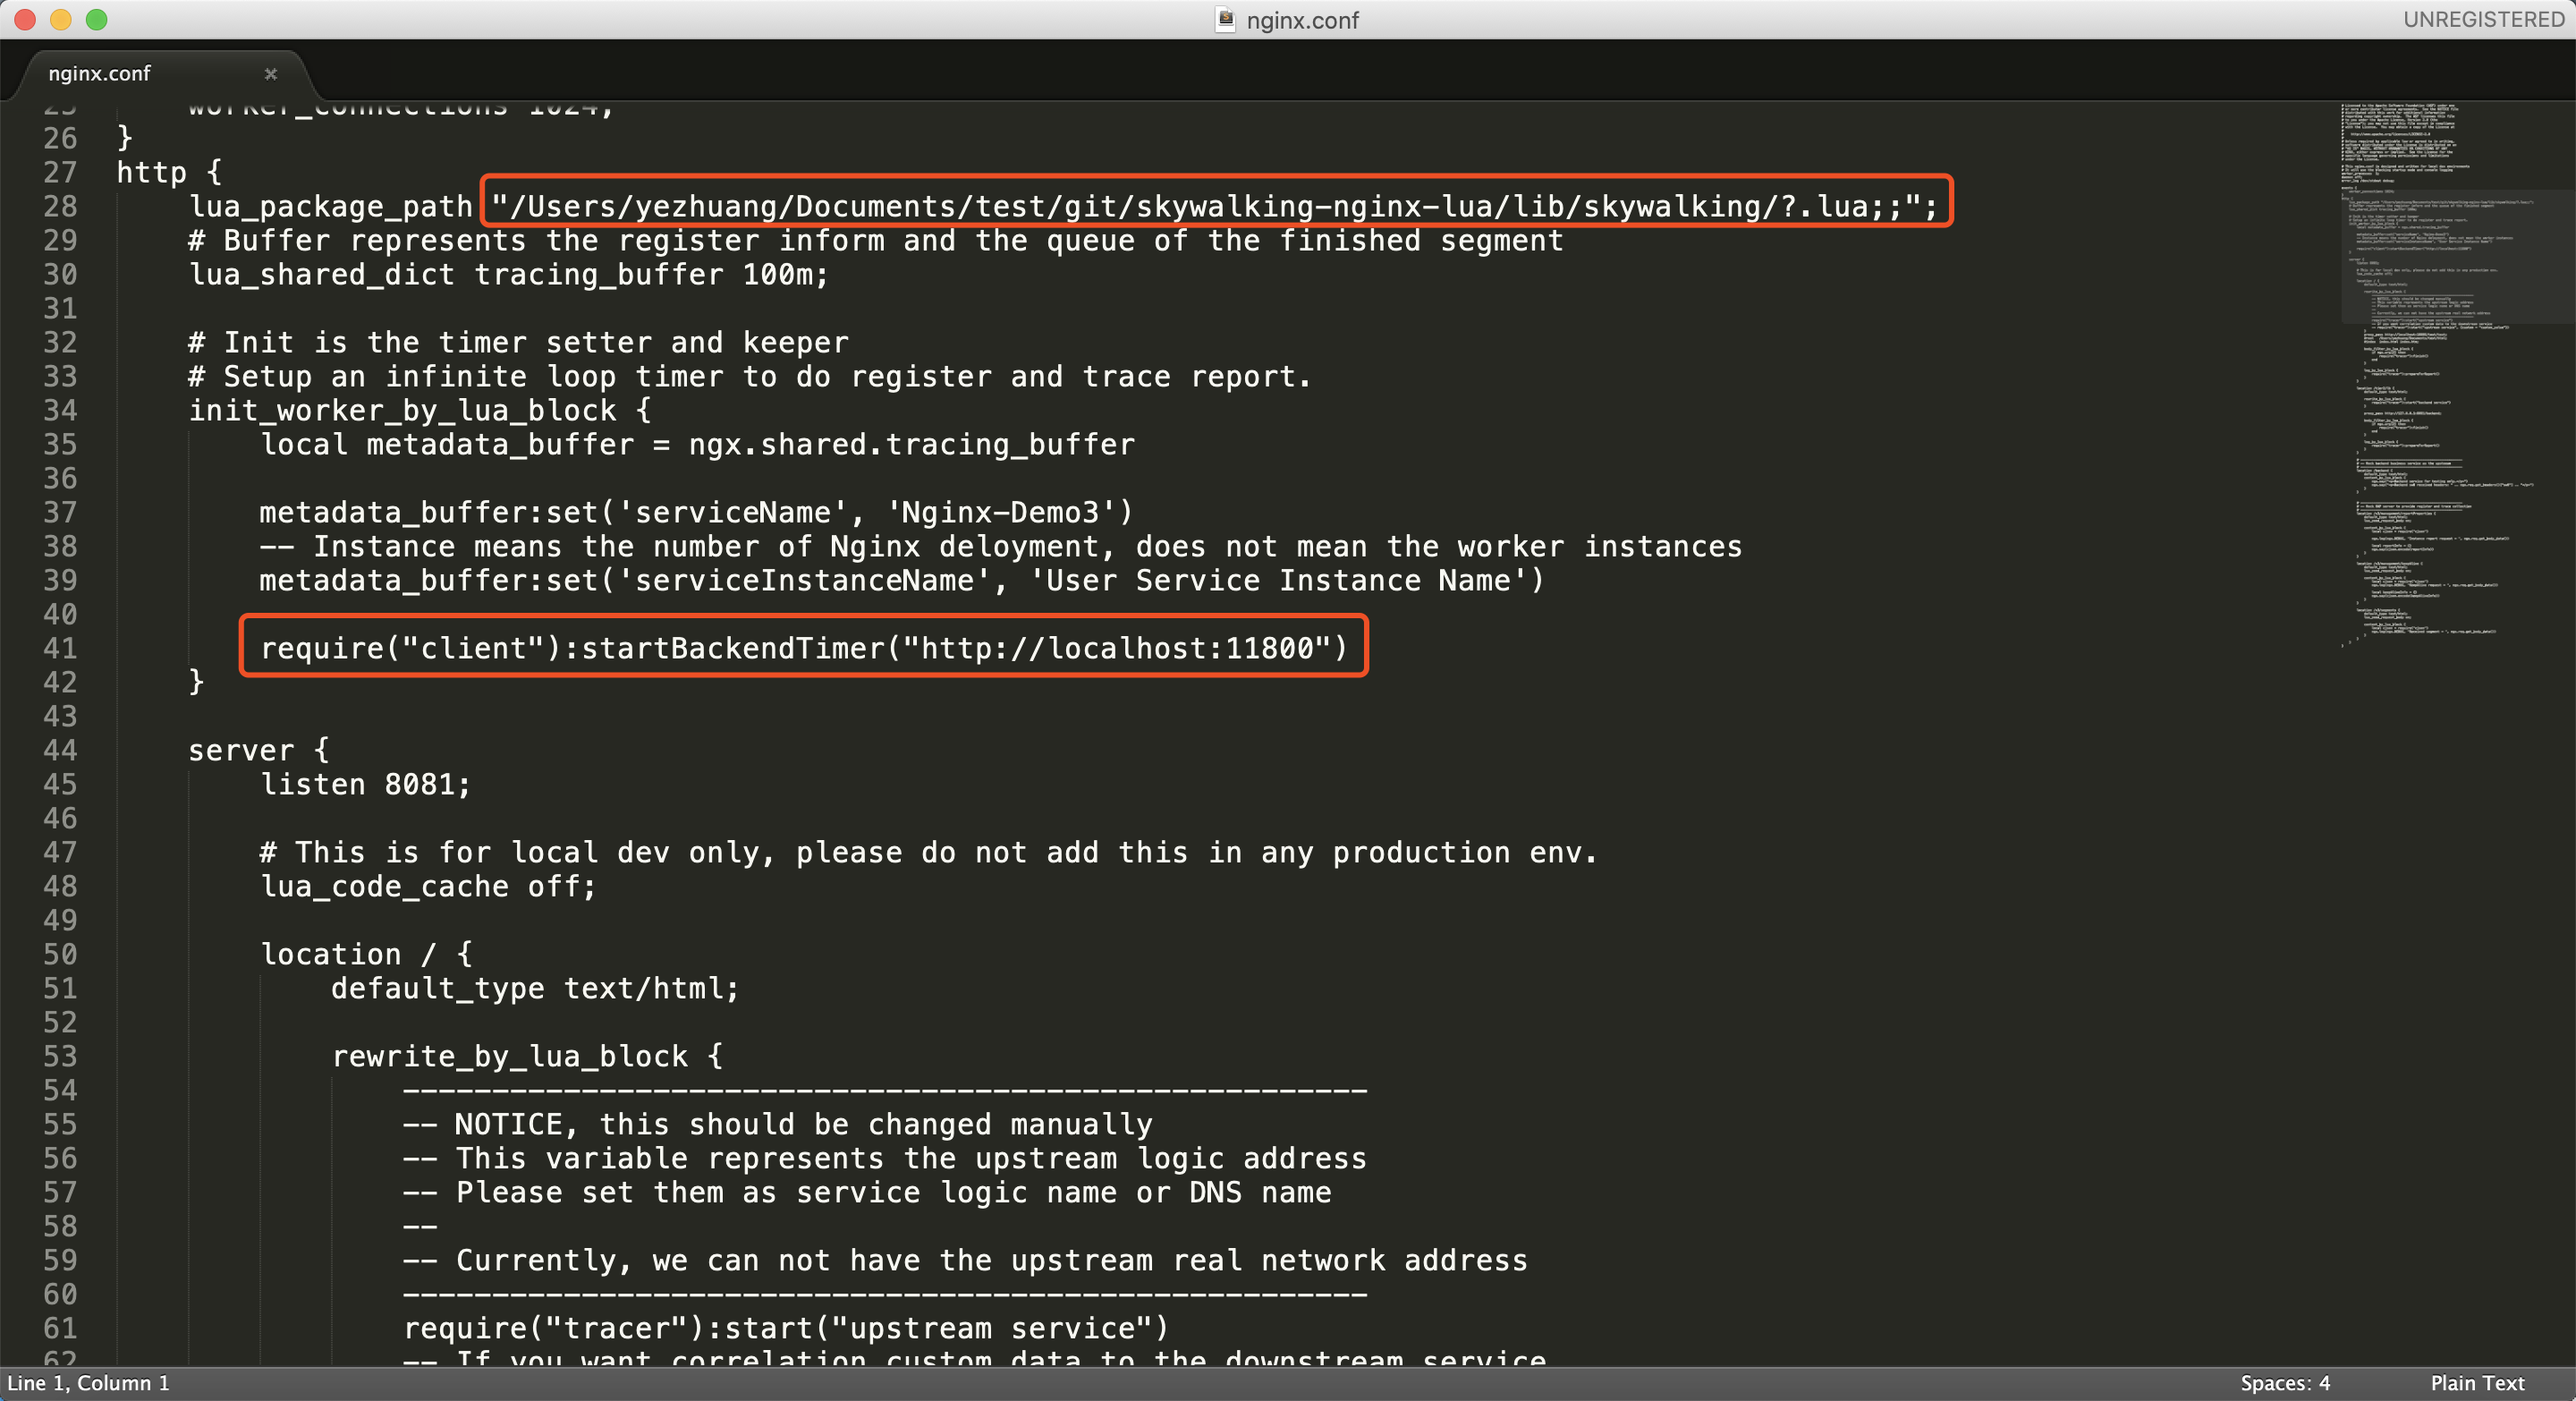 nginx.conf
UNREGISTERED
nginx.conf
25         worker_connections 1024;
26 }
27 http {
28     lua_package_path "/Users/yezhuang/Documents/test/git/skywalking-nginx-lua/lib/skywalking/?.lua;;";
29     # Buffer represents the register inform and the queue of the finished segment
30     lua_shared_dict tracing_buffer 100m;
31
32     # Init is the timer setter and keeper
33     # Setup an infinite loop timer to do register and trace report.
34     init_worker_by_lua_block {
35         local metadata_buffer = ngx.shared.tracing_buffer
36
37         metadata_buffer:set('serviceName', 'Nginx-Demo3')
38         -- Instance means the number of Nginx deloyment, does not mean the worker instances
39         metadata_buffer:set('serviceInstanceName', 'User Service Instance Name')
40
41         require("client"):startBackendTimer("http://localhost:11800")
42     }
43
44     server {
45         listen 8081;
46
47         # This is for local dev only, please do not add this in any production env.
48         lua_code_cache off;
49
50         location / {
51             default_type text/html;
52
53             rewrite_by_lua_block {
54                 ------------------------------------------------------
55                 -- NOTICE, this should be changed manually
56                 -- This variable represents the upstream logic address
57                 -- Please set them as service logic name or DNS name
58                 --
59                 -- Currently, we can not have the upstream real network address
60                 ------------------------------------------------------
61                 require("tracer"):start("upstream service")
62                 -- If you want correlation custom data to the downstream service
Line 1, Column 1
Spaces: 4
Plain Text